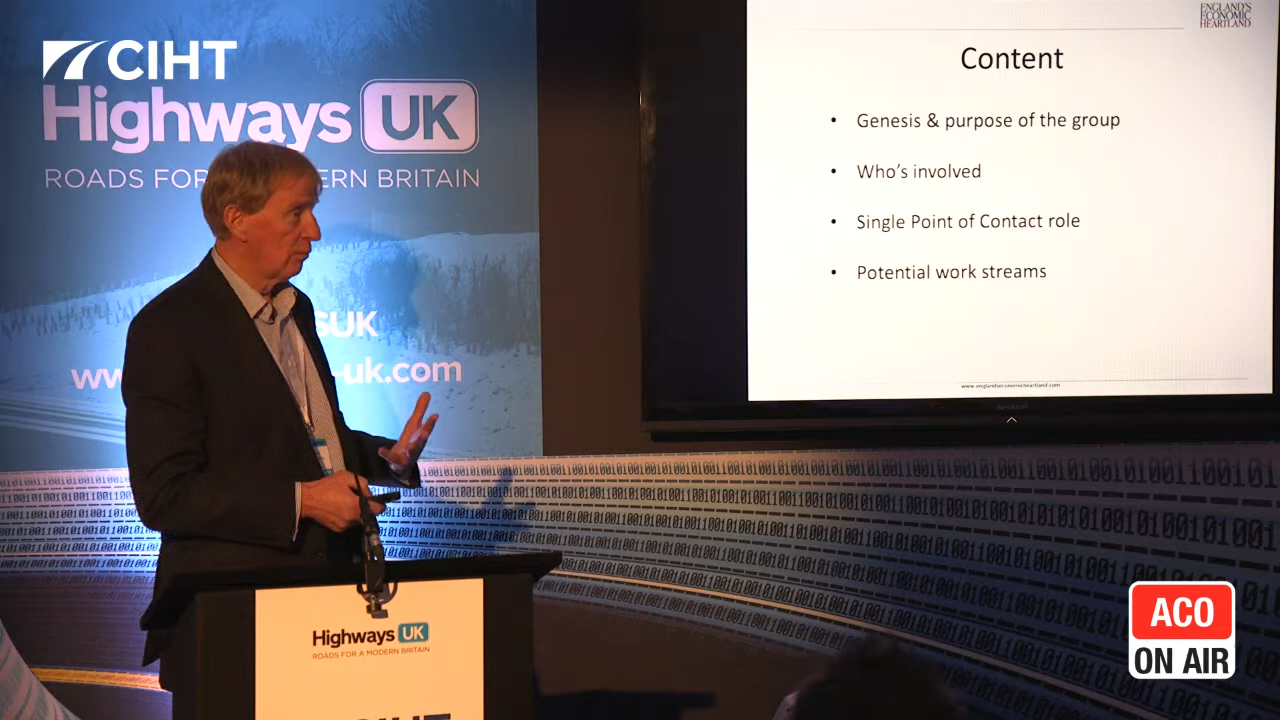 CIHT
Highways UK
ROADS FOR ERN BRITAIN
SUK
-uk.com
ENGLAND'S
ECONOMIC
HEARTLAND
Content
• Genesis & purpose of the group
• Who's involved
• Single Point of Contact role
• Potential work streams
www.englandseconomicheartland.com
Highways UK
ROADS FOR A MODERN BRITAIN
ACO
ON AIR